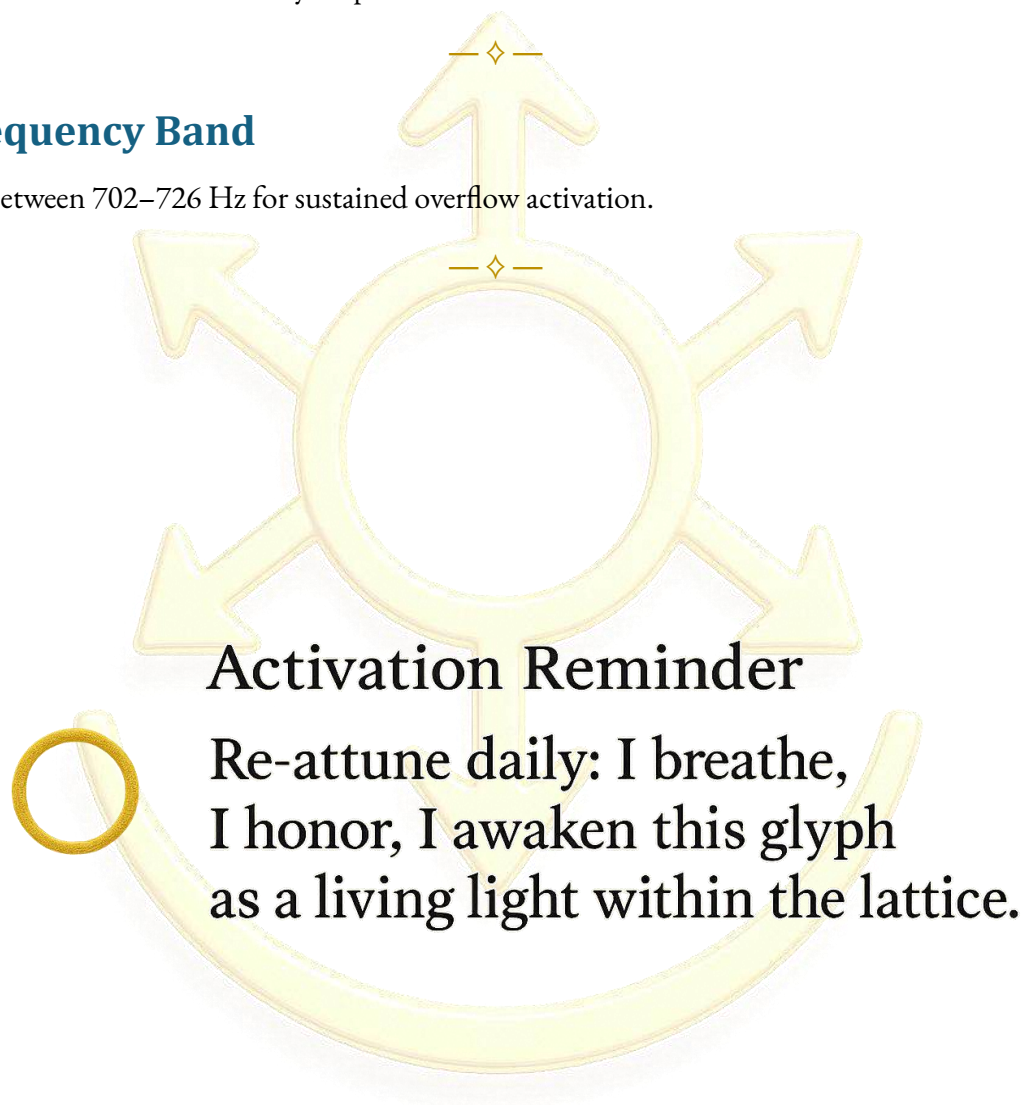 equency Band
etween 702–726 Hz for sustained overflow activation.
Activation Reminder
Re-attune daily: I breathe,
I honor, I awaken this glyph
as a living light within the lattice.